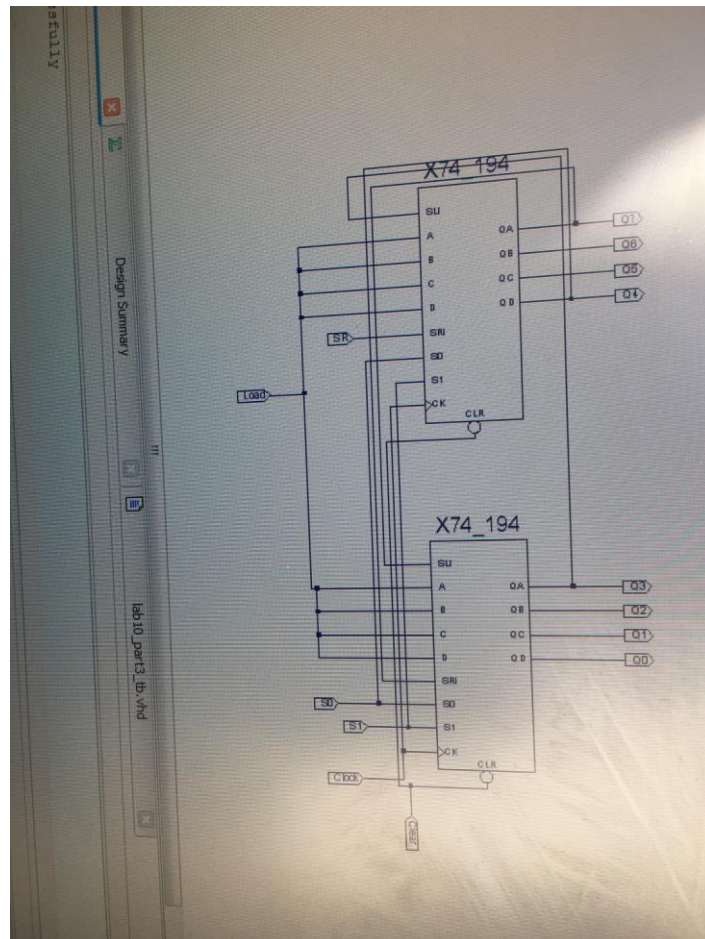 X74_194
SLI
A
B
C
D
SRI
S0
S1
CK
CLR
QA
QB
QC
QD
Q7
Q6
Q5
Q4
SR
Load
X74_194
SLI
A
B
C
D
SRI
S0
S1
CK
CLR
QA
QB
QC
QD
Q3
Q2
Q1
Q0
S0
S1
Clock
Clear
Design Summary
lab10_part3_tb.vhd
sfully